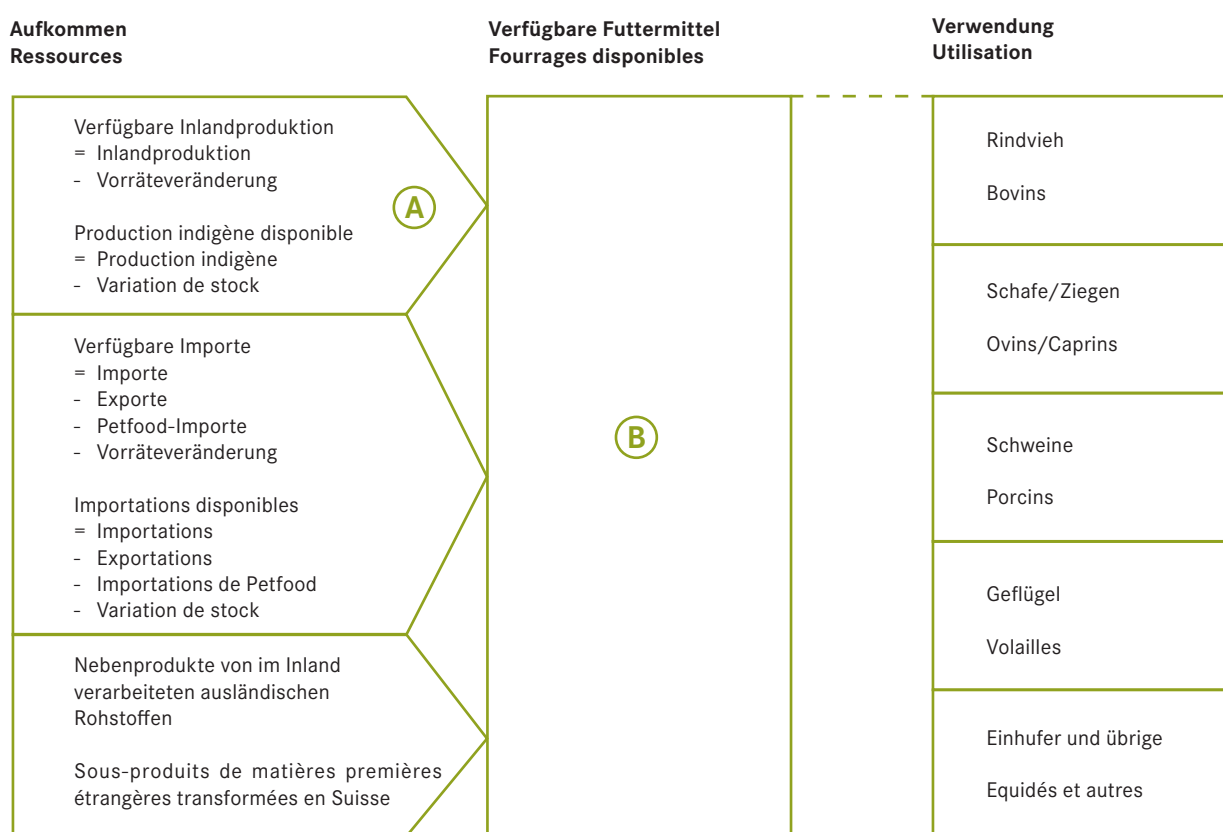 Aufkommen
Ressources
Verfügbare Futtermittel
Fourrages disponibles
Verwendung
Utilisation
Verfügbare Inlandproduktion
= Inlandproduktion
- Vorräteveränderung
Production indigène disponible
= Production indigène
- Variation de stock
A
Verfügbare Importe
= Importe
- Exporte
- Petfood-Importe
- Vorräteveränderung
Importations disponibles
= Importations
- Exportations
- Importations de Petfood
- Variation de stock
Nebenprodukte von im Inland
verarbeiteten ausländischen
Rohstoffen
Sous-produits de matières premières
étrangères transformées en Suisse
B
Rindvieh
Bovins
Schafe/Ziegen
Ovins/Caprins
Schweine
Porcins
Geflügel
Volailles
Einhufer und übrige
Equidés et autres